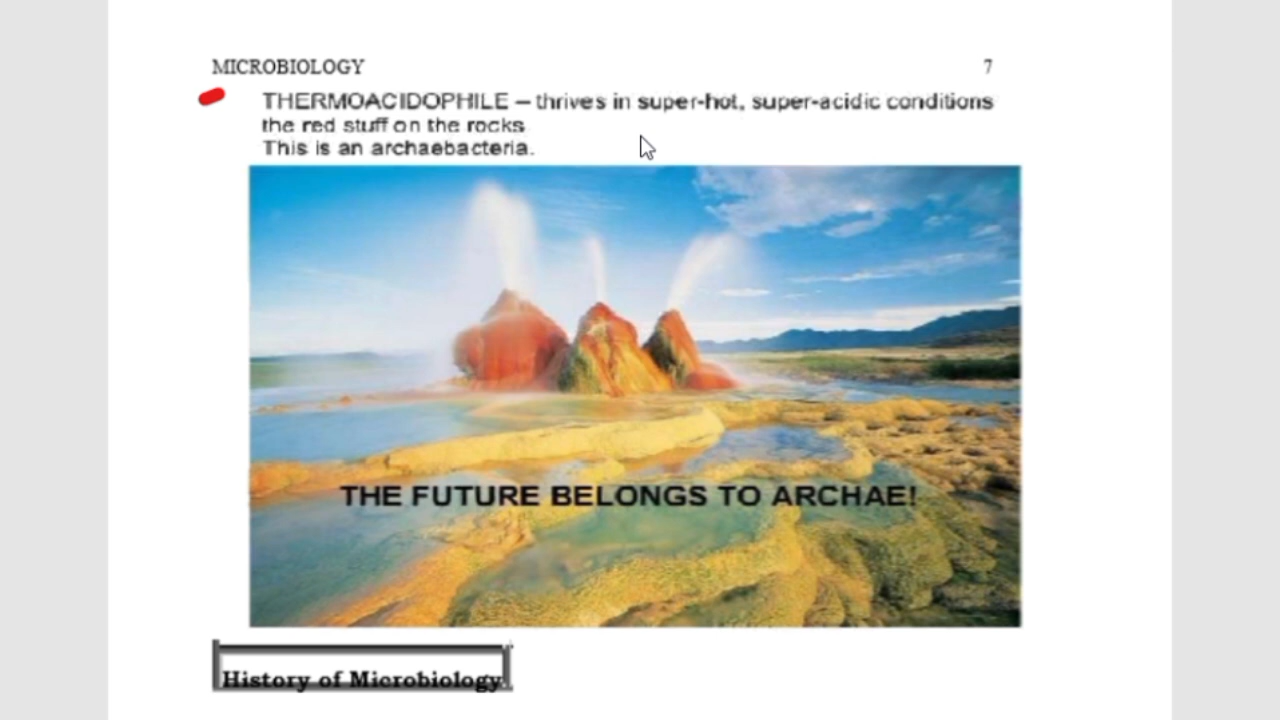 MICROBIOLOGY 7
THERMOACIDOPHILE – thrives in super-hot, super-acidic conditions
the red stuff on the rocks.
This is an archaebacteria.
THE FUTURE BELONGS TO ARCHAE!
History of Microbiology